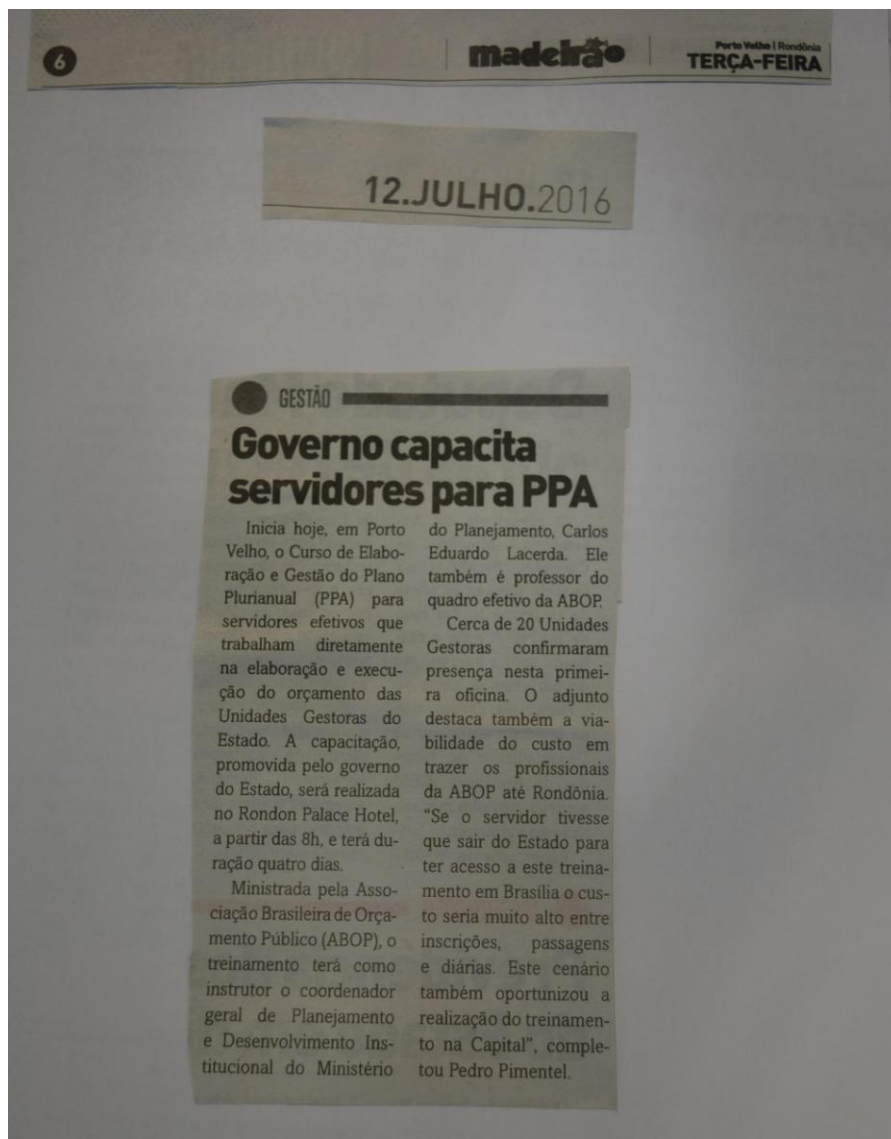 6
madeirão
Porto Velho | Rondônia
TERÇA-FEIRA
12.JULHO.2016
GESTÃO
Governo capacita
servidores para PPA
Inicia hoje, em Porto
Velho, o Curso de Elabo-
ração e Gestão do Plano
Plurianual (PPA) para
servidores efetivos que
trabalham diretamente
na elaboração e execu-
ção do orçamento das
Unidades Gestoras do
Estado. A capacitação,
promovida pelo governo
do Estado, será realizada
no Rondon Palace Hotel,
a partir das 8h, e terá du-
ração quatro dias.
Ministrada pela Asso-
ciação Brasileira de Orça-
mento Público (ABOP), o
treinamento terá como
instrutor o coordenador
geral de Planejamento
e Desenvolvimento Ins-
titucional do Ministério
do Planejamento, Carlos
Eduardo Lacerda. Ele
também é professor do
quadro efetivo da ABOP.
Cerca de 20 Unidades
Gestoras confirmaram
presença nesta primei-
ra oficina. O adjunto
destaca também a via-
bilidade do custo em
trazer os profissionais
da ABOP até Rondônia.
“Se o servidor tivesse
que sair do Estado para
ter acesso a este treina-
mento em Brasília o cus-
to seria muito alto entre
inscrições, passagens
e diárias. Este cenário
também oportunizou a
realização do treinamen-
to na Capital”, comple-
tou Pedro Pimentel.